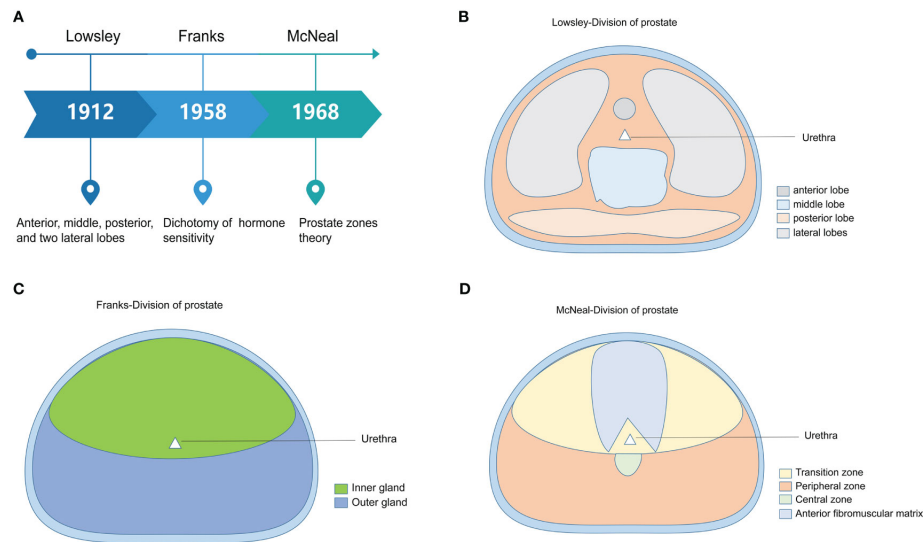 A
Lowsley Franks McNeal
1912 1958 1968
Anterior, middle, posterior,
and two lateral lobes
Dichotomy of hormone
sensitivity
Prostate zones
theory
B
Lowsley-Division of prostate
Urethra
anterior lobe
middle lobe
posterior lobe
lateral lobes
C
Franks-Division of prostate
Urethra
Inner gland
Outer gland
D
McNeal-Division of prostate
Urethra
Transition zone
Peripheral zone
Central zone
Anterior fibromuscular matrix